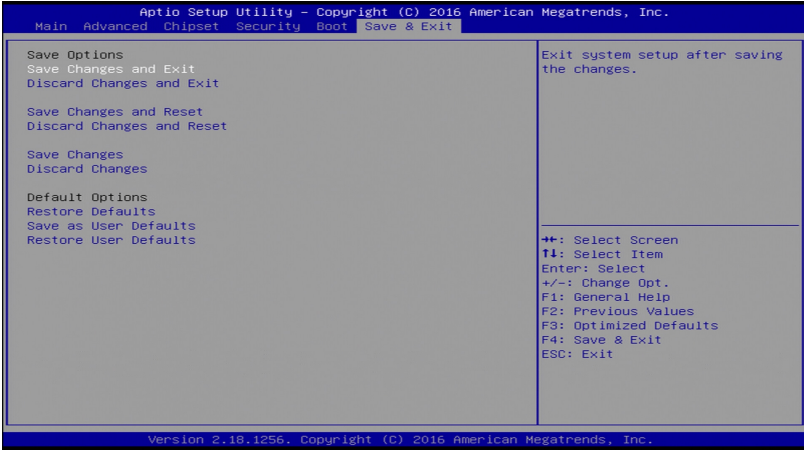 Aptio Setup Utility – Copyright (C) 2016 American Megatrends, Inc.
Main Advanced Chipset Security Boot Save & Exit
Save Options
Save Changes and Exit
Discard Changes and Exit
Save Changes and Reset
Discard Changes and Reset
Save Changes
Discard Changes
Default Options
Restore Defaults
Save as User Defaults
Restore User Defaults
Exit system setup after saving
the changes.
→←: Select Screen
↑↓: Select Item
Enter: Select
+/-: Change Opt.
F1: General Help
F2: Previous Values
F3: Optimized Defaults
F4: Save & Exit
ESC: Exit
Version 2.18.1256. Copyright (C) 2016 American Megatrends, Inc.